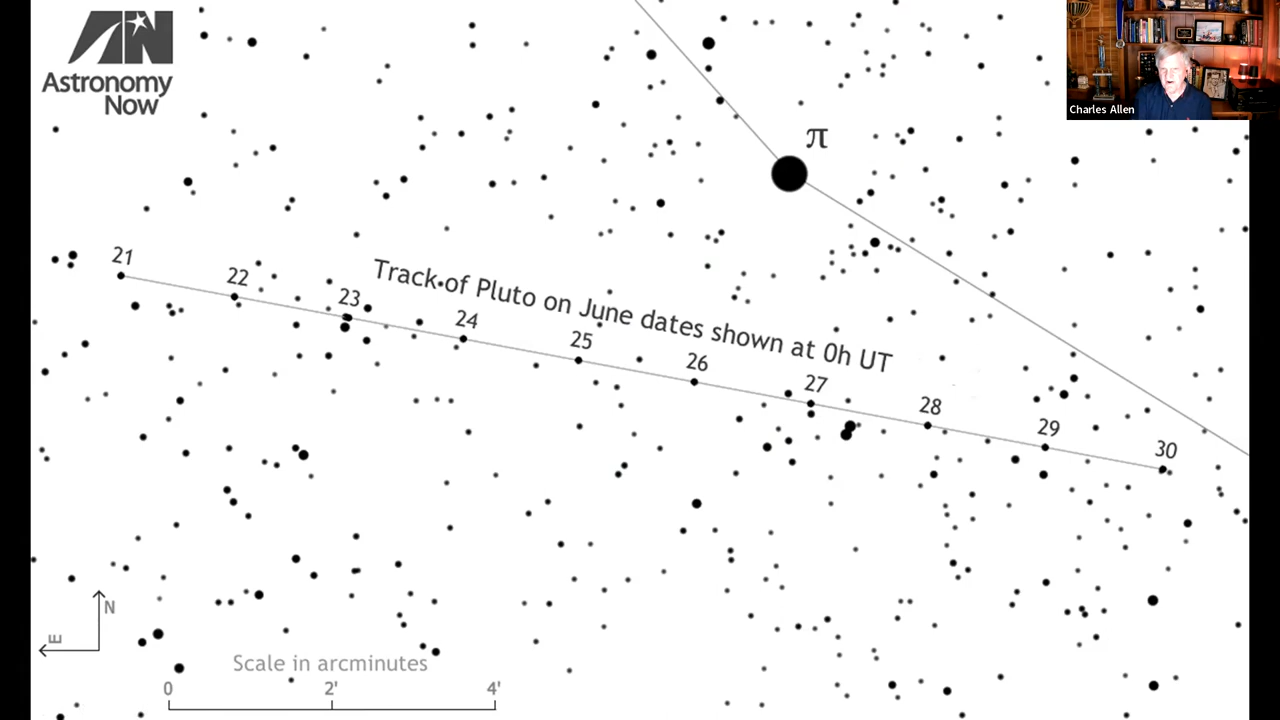 AN
Astronomy
Now
Charles Allen
π
Track of Pluto on June dates shown at 0h UT
21
22
23
24
25
26
27
28
29
30
N
E
Scale in arcminutes
0 2' 4'